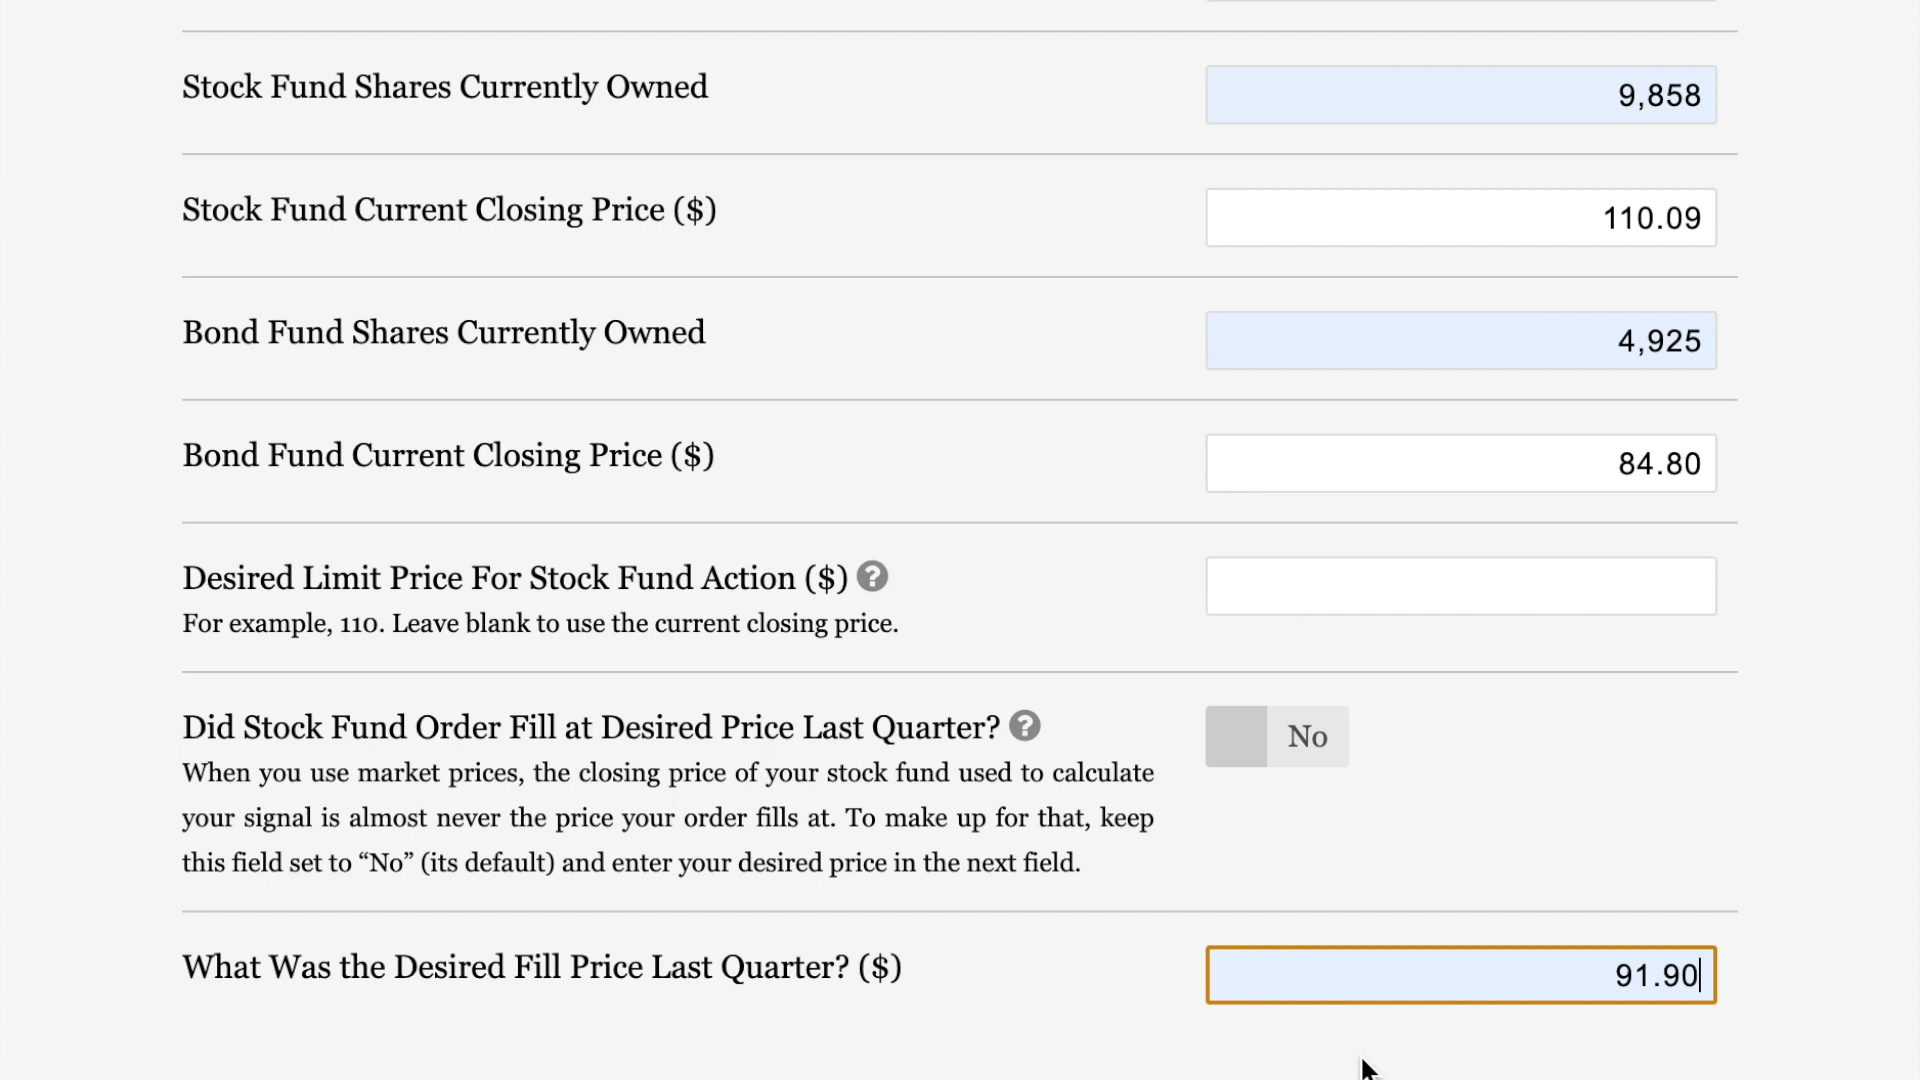 Stock Fund Shares Currently Owned
9,858
Stock Fund Current Closing Price ($)
110.09
Bond Fund Shares Currently Owned
4,925
Bond Fund Current Closing Price ($)
84.80
Desired Limit Price For Stock Fund Action ($) ?
For example, 110. Leave blank to use the current closing price.
Did Stock Fund Order Fill at Desired Price Last Quarter? ?
No
When you use market prices, the closing price of your stock fund used to calculate
your signal is almost never the price your order fills at. To make up for that, keep
this field set to “No” (its default) and enter your desired price in the next field.
What Was the Desired Fill Price Last Quarter? ($)
91.90